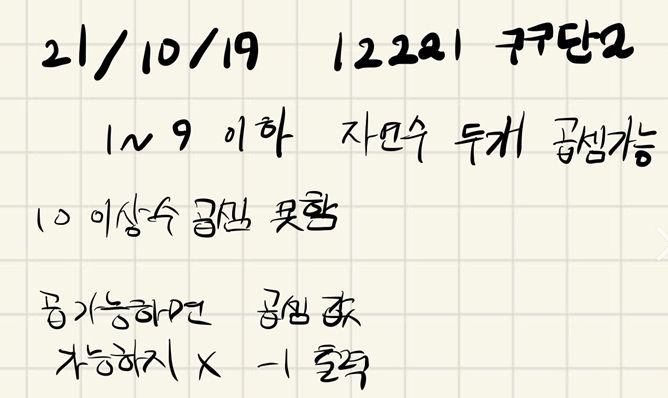 21/10/19 12221 구구단2
1~9 이하 자연수 두개 곱셈가능
10 이상수 곱셈 못함
곱가능하면 곱셈 값
가능하지 X -1 출력